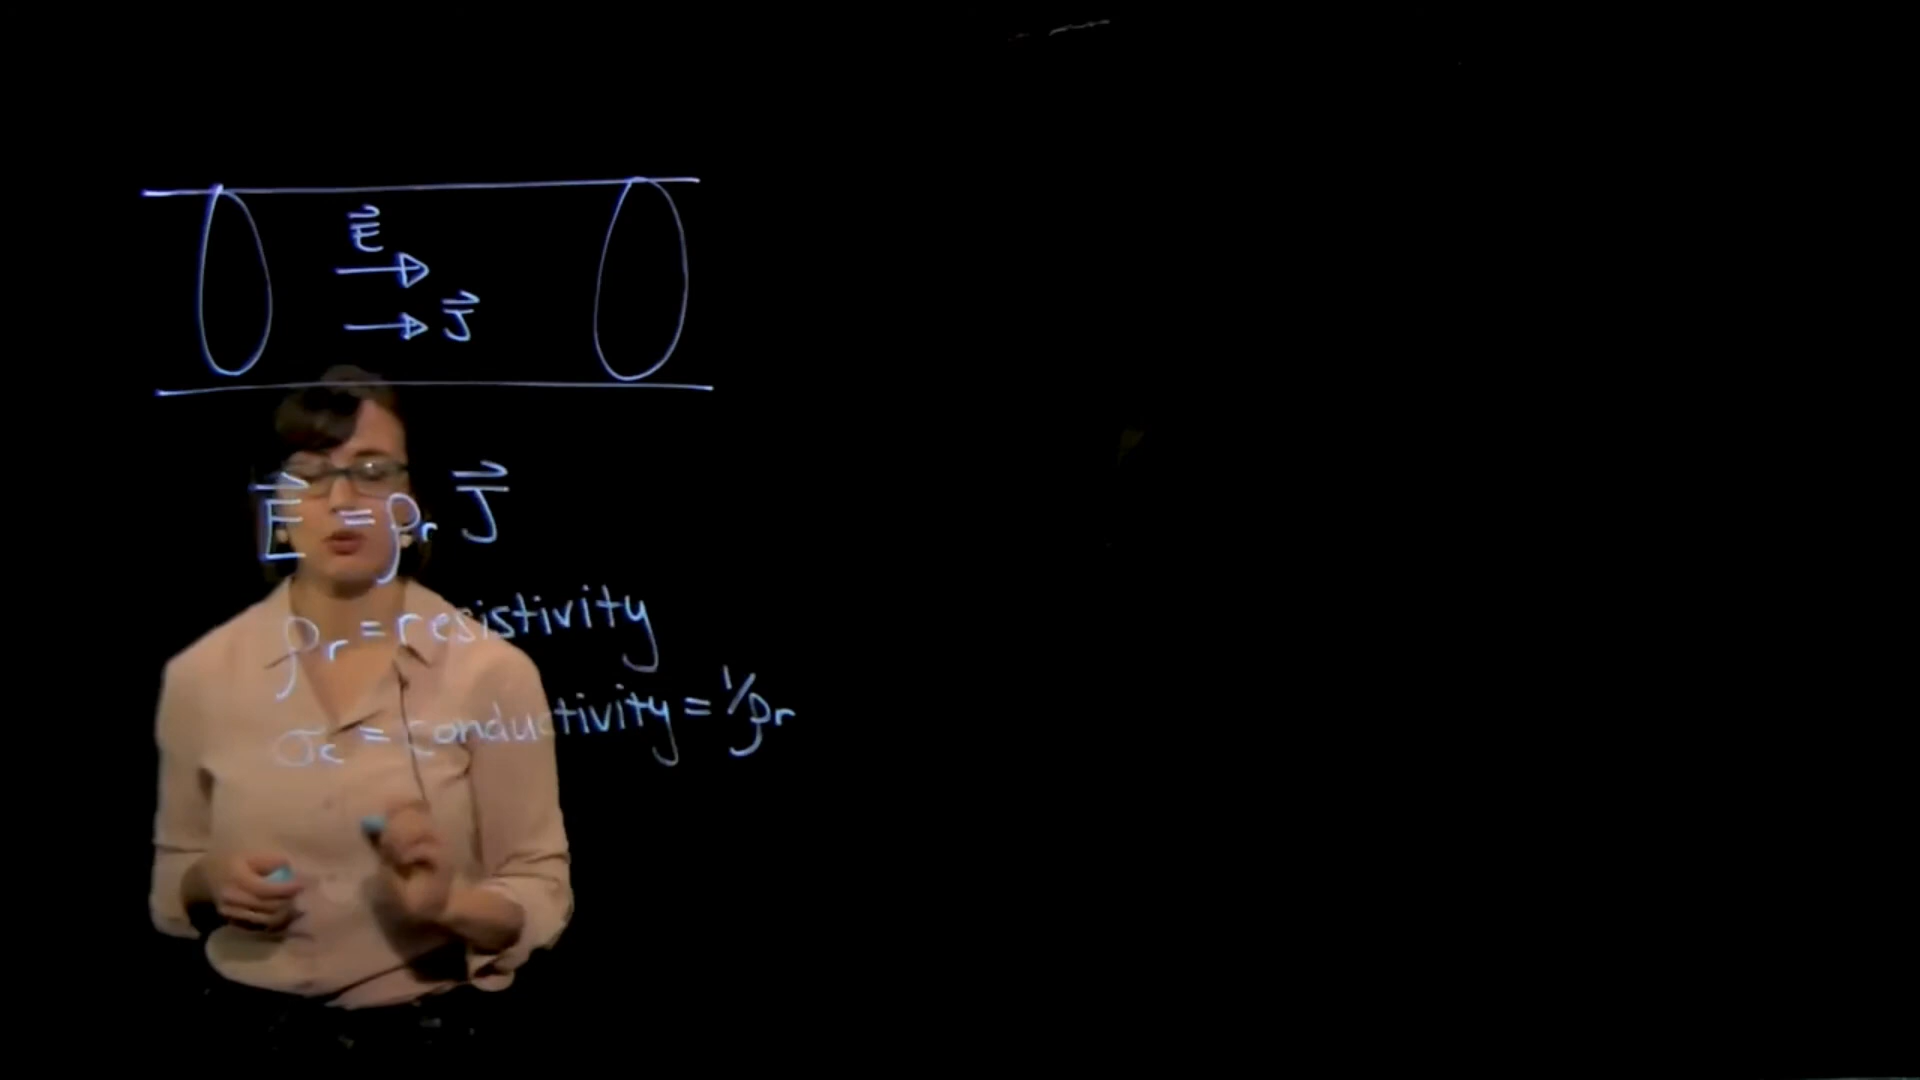 E⃗
J⃗
E⃗ = ρr J⃗
ρr = resistivity
σc = conductivity = 1/ρr